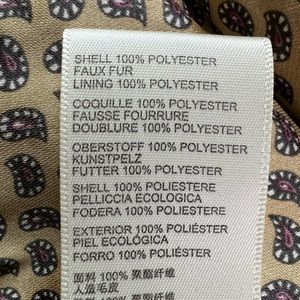 SHELL 100% POLYESTER
FAUX FUR
LINING 100% POLYESTER
COQUILLE 100% POLYESTER
FAUSSE FOURRURE
DOUBLURE 100% POLYESTER
OBERSTOFF 100% POLYESTER
KUNSTPELZ
FUTTER 100% POLYESTER
SHELL 100% POLIESTERE
PELLICCIA ECOLOGICA
FODERA 100% POLIESTERE
EXTERIOR 100% POLIÉSTER
PIEL ECOLÓGICA
FORRO 100% POLIÉSTER
面料 100% 聚酯纤维
人造毛皮